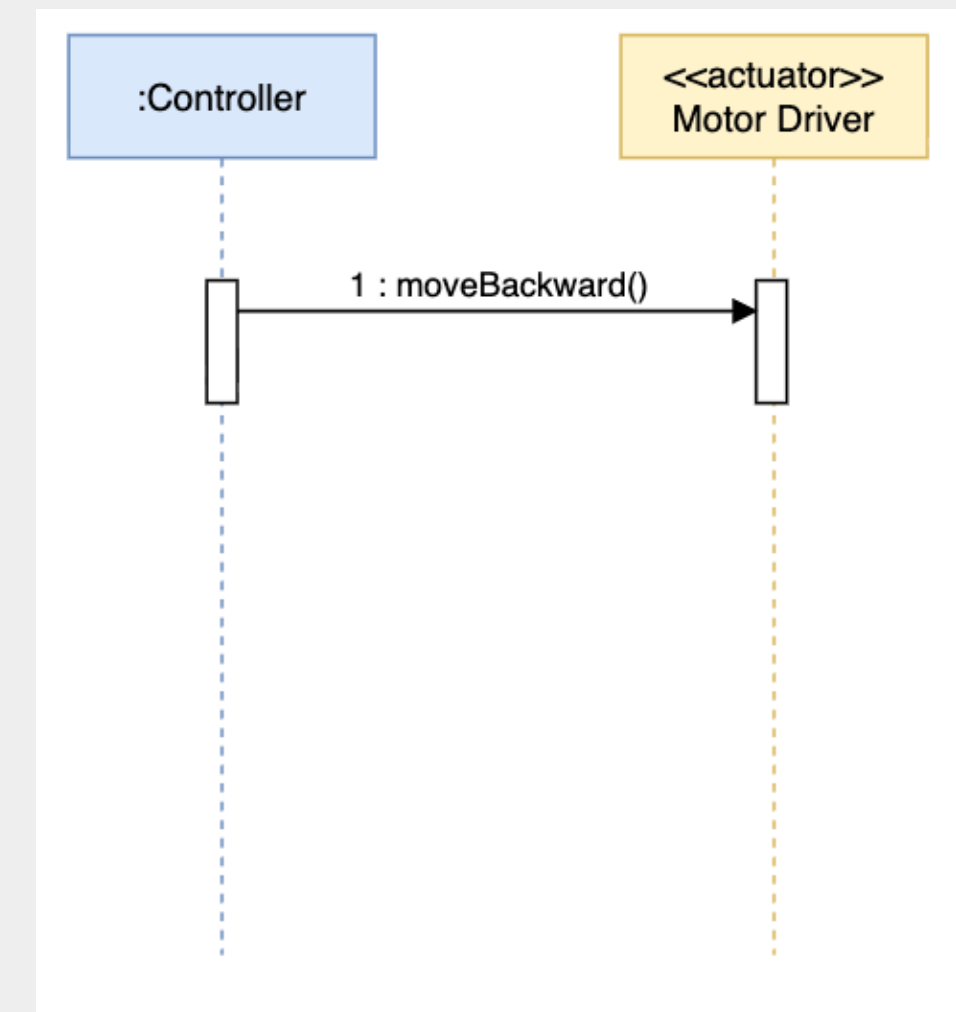 :Controller
<<actuator>>
Motor Driver
1 : moveBackward()